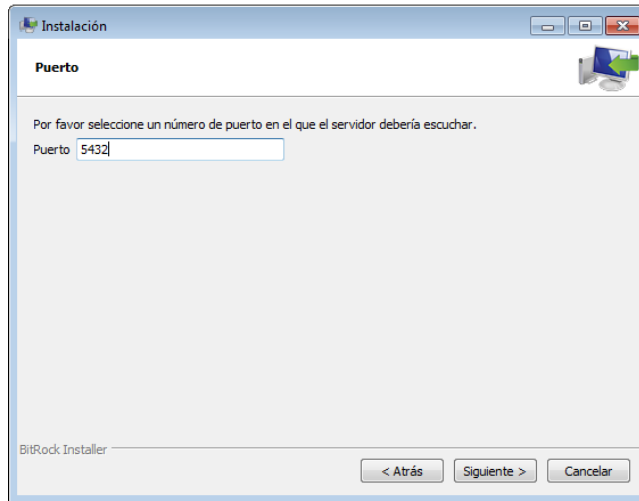 Instalación
Puerto
Por favor seleccione un número de puerto en el que el servidor debería escuchar.
Puerto 5432
BitRock Installer
< Atrás Siguiente > Cancelar